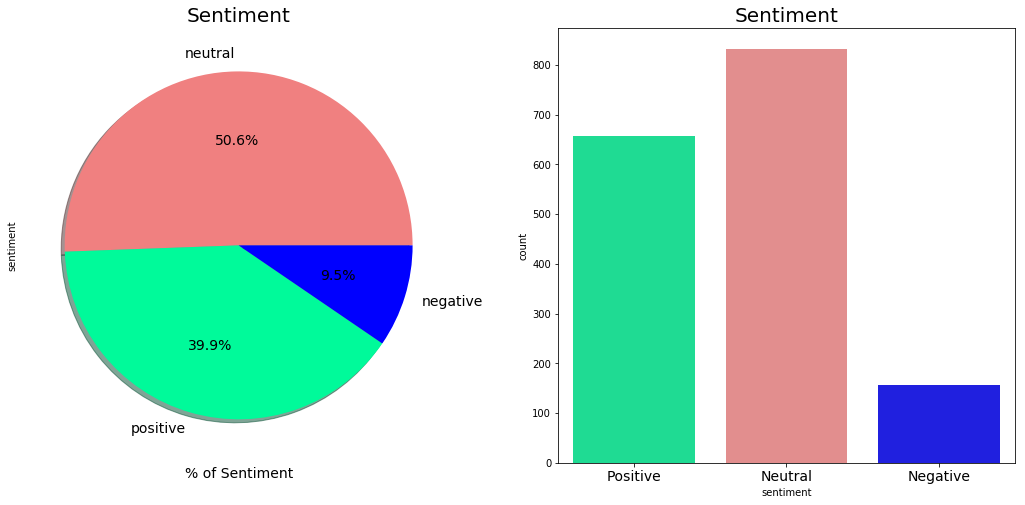 Sentiment
neutral
50.6%
sentiment
9.5%
negative
39.9%
positive
% of Sentiment
Sentiment
800
700
600
500
400
300
200
100
0
count
Positive
Neutral
Negative
sentiment